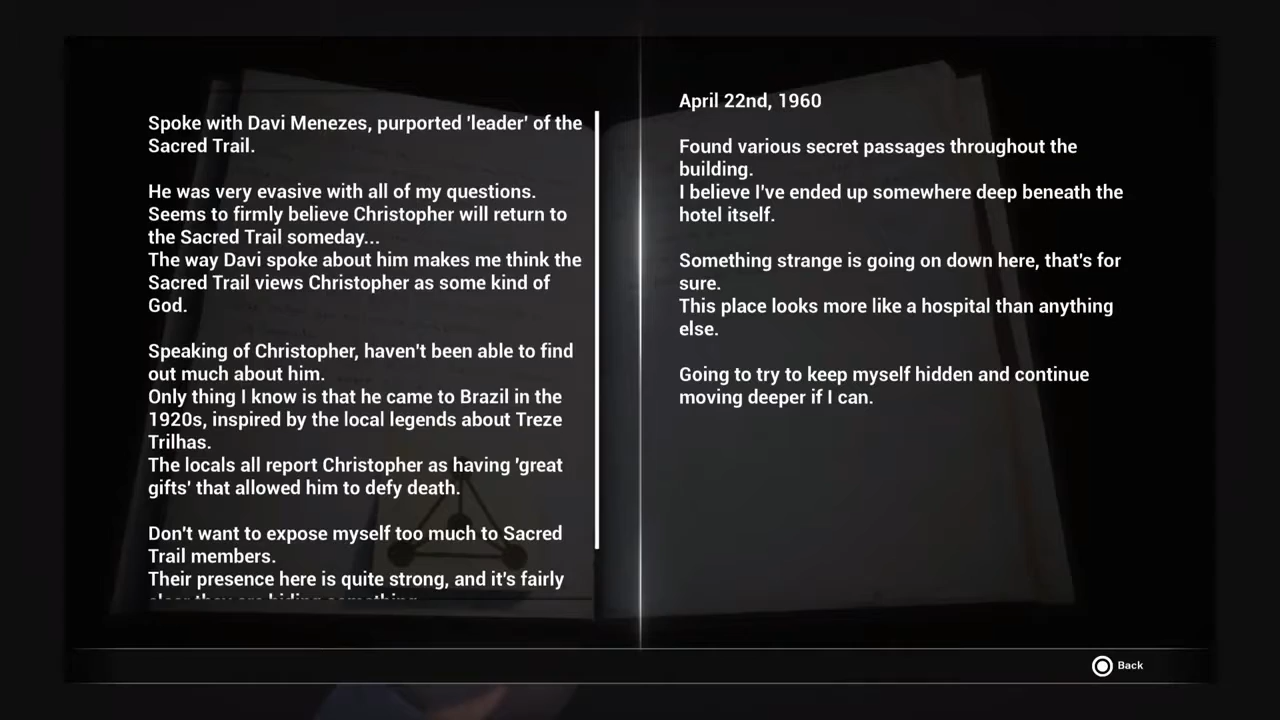 Spoke with Davi Menezes, purported 'leader' of the
Sacred Trail.
He was very evasive with all of my questions.
Seems to firmly believe Christopher will return to
the Sacred Trail someday...
The way Davi spoke about him makes me think the
Sacred Trail views Christopher as some kind of
God.
Speaking of Christopher, haven't been able to find
out much about him.
Only thing I know is that he came to Brazil in the
1920s, inspired by the local legends about Treze
Trilhas.
The locals all report Christopher as having 'great
gifts' that allowed him to defy death.
Don't want to expose myself too much to Sacred
Trail members.
Their presence here is quite strong, and it's fairly
clear they are hiding something
April 22nd, 1960
Found various secret passages throughout the
building.
I believe I've ended up somewhere deep beneath the
hotel itself.
Something strange is going on down here, that's for
sure.
This place looks more like a hospital than anything
else.
Going to try to keep myself hidden and continue
moving deeper if I can.
Back